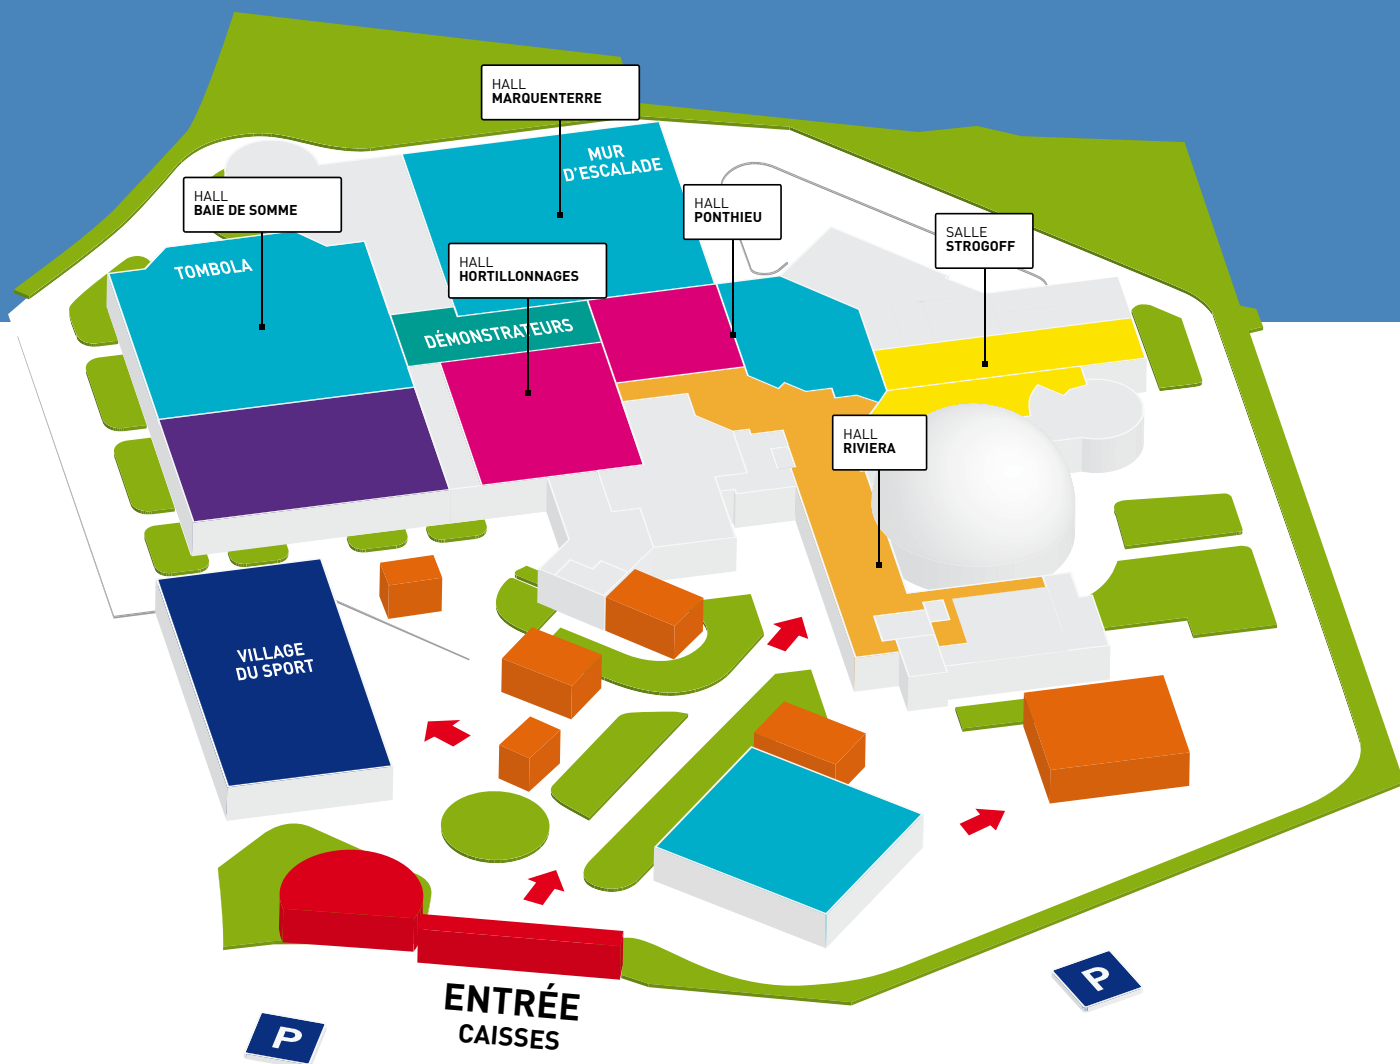 HALL
MARQUENTERRE
MUR
D'ESCALADE
HALL
BAIE DE SOMME
HALL
PONTHIEU
SALLE
STROGOFF
TOMBOLA
HALL
HORTILLONNAGES
DÉMONSTRATEURS
HALL
RIVIERA
VILLAGE
DU SPORT
ENTRÉE
CAISSES
P
P